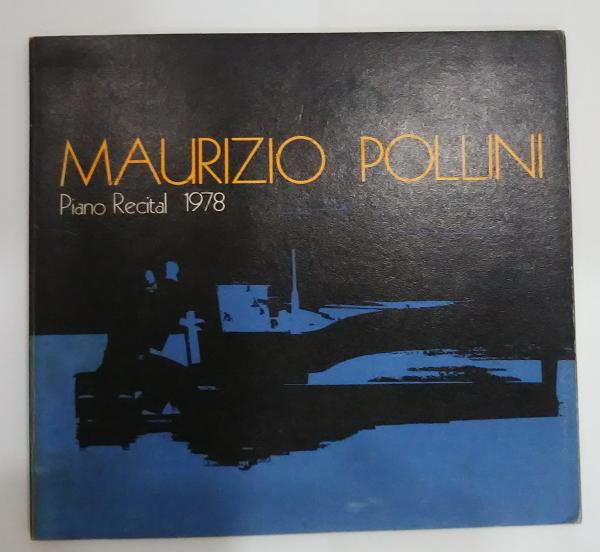 MAURIZIO POLLINI
Piano Recital 1978